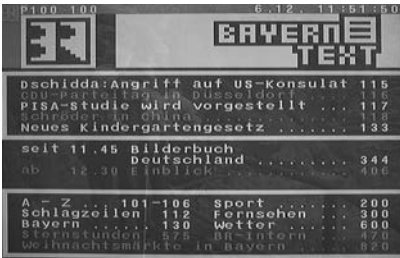 P100 100 6.12. 11:51:50
BAYERN
TEXT
Dschidda:Angriff auf US-Konsulat 115
CDU-Parteitag in Düsseldorf ..... 116
PISA-Studie wird vorgestellt .... 117
Schröder in China ............... 118
Neues Kindergartengesetz ....... 133
seit 11.45 Bilderbuch
Deutschland ......... 344
ab 12.30 Einblick ............ 406
A - Z ... 101-106 Sport ........ 200
Schlagzeilen 112 Fernsehen .... 300
Bayern ..... 130 Wetter ....... 600
Sternstunden 575 BR-intern .... 470
Weihnachtsmärkte in Bayern ..... 820